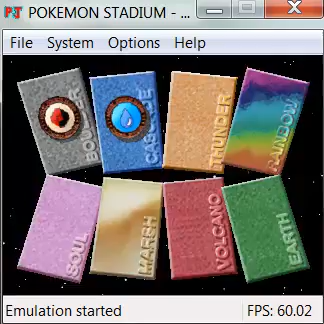 POKEMON STADIUM - ...
File System Options Help
BOULDER
CASCADE
THUNDER
RAINBOW
SOUL
MARSH
VOLCANO
EARTH
Emulation started FPS: 60.02